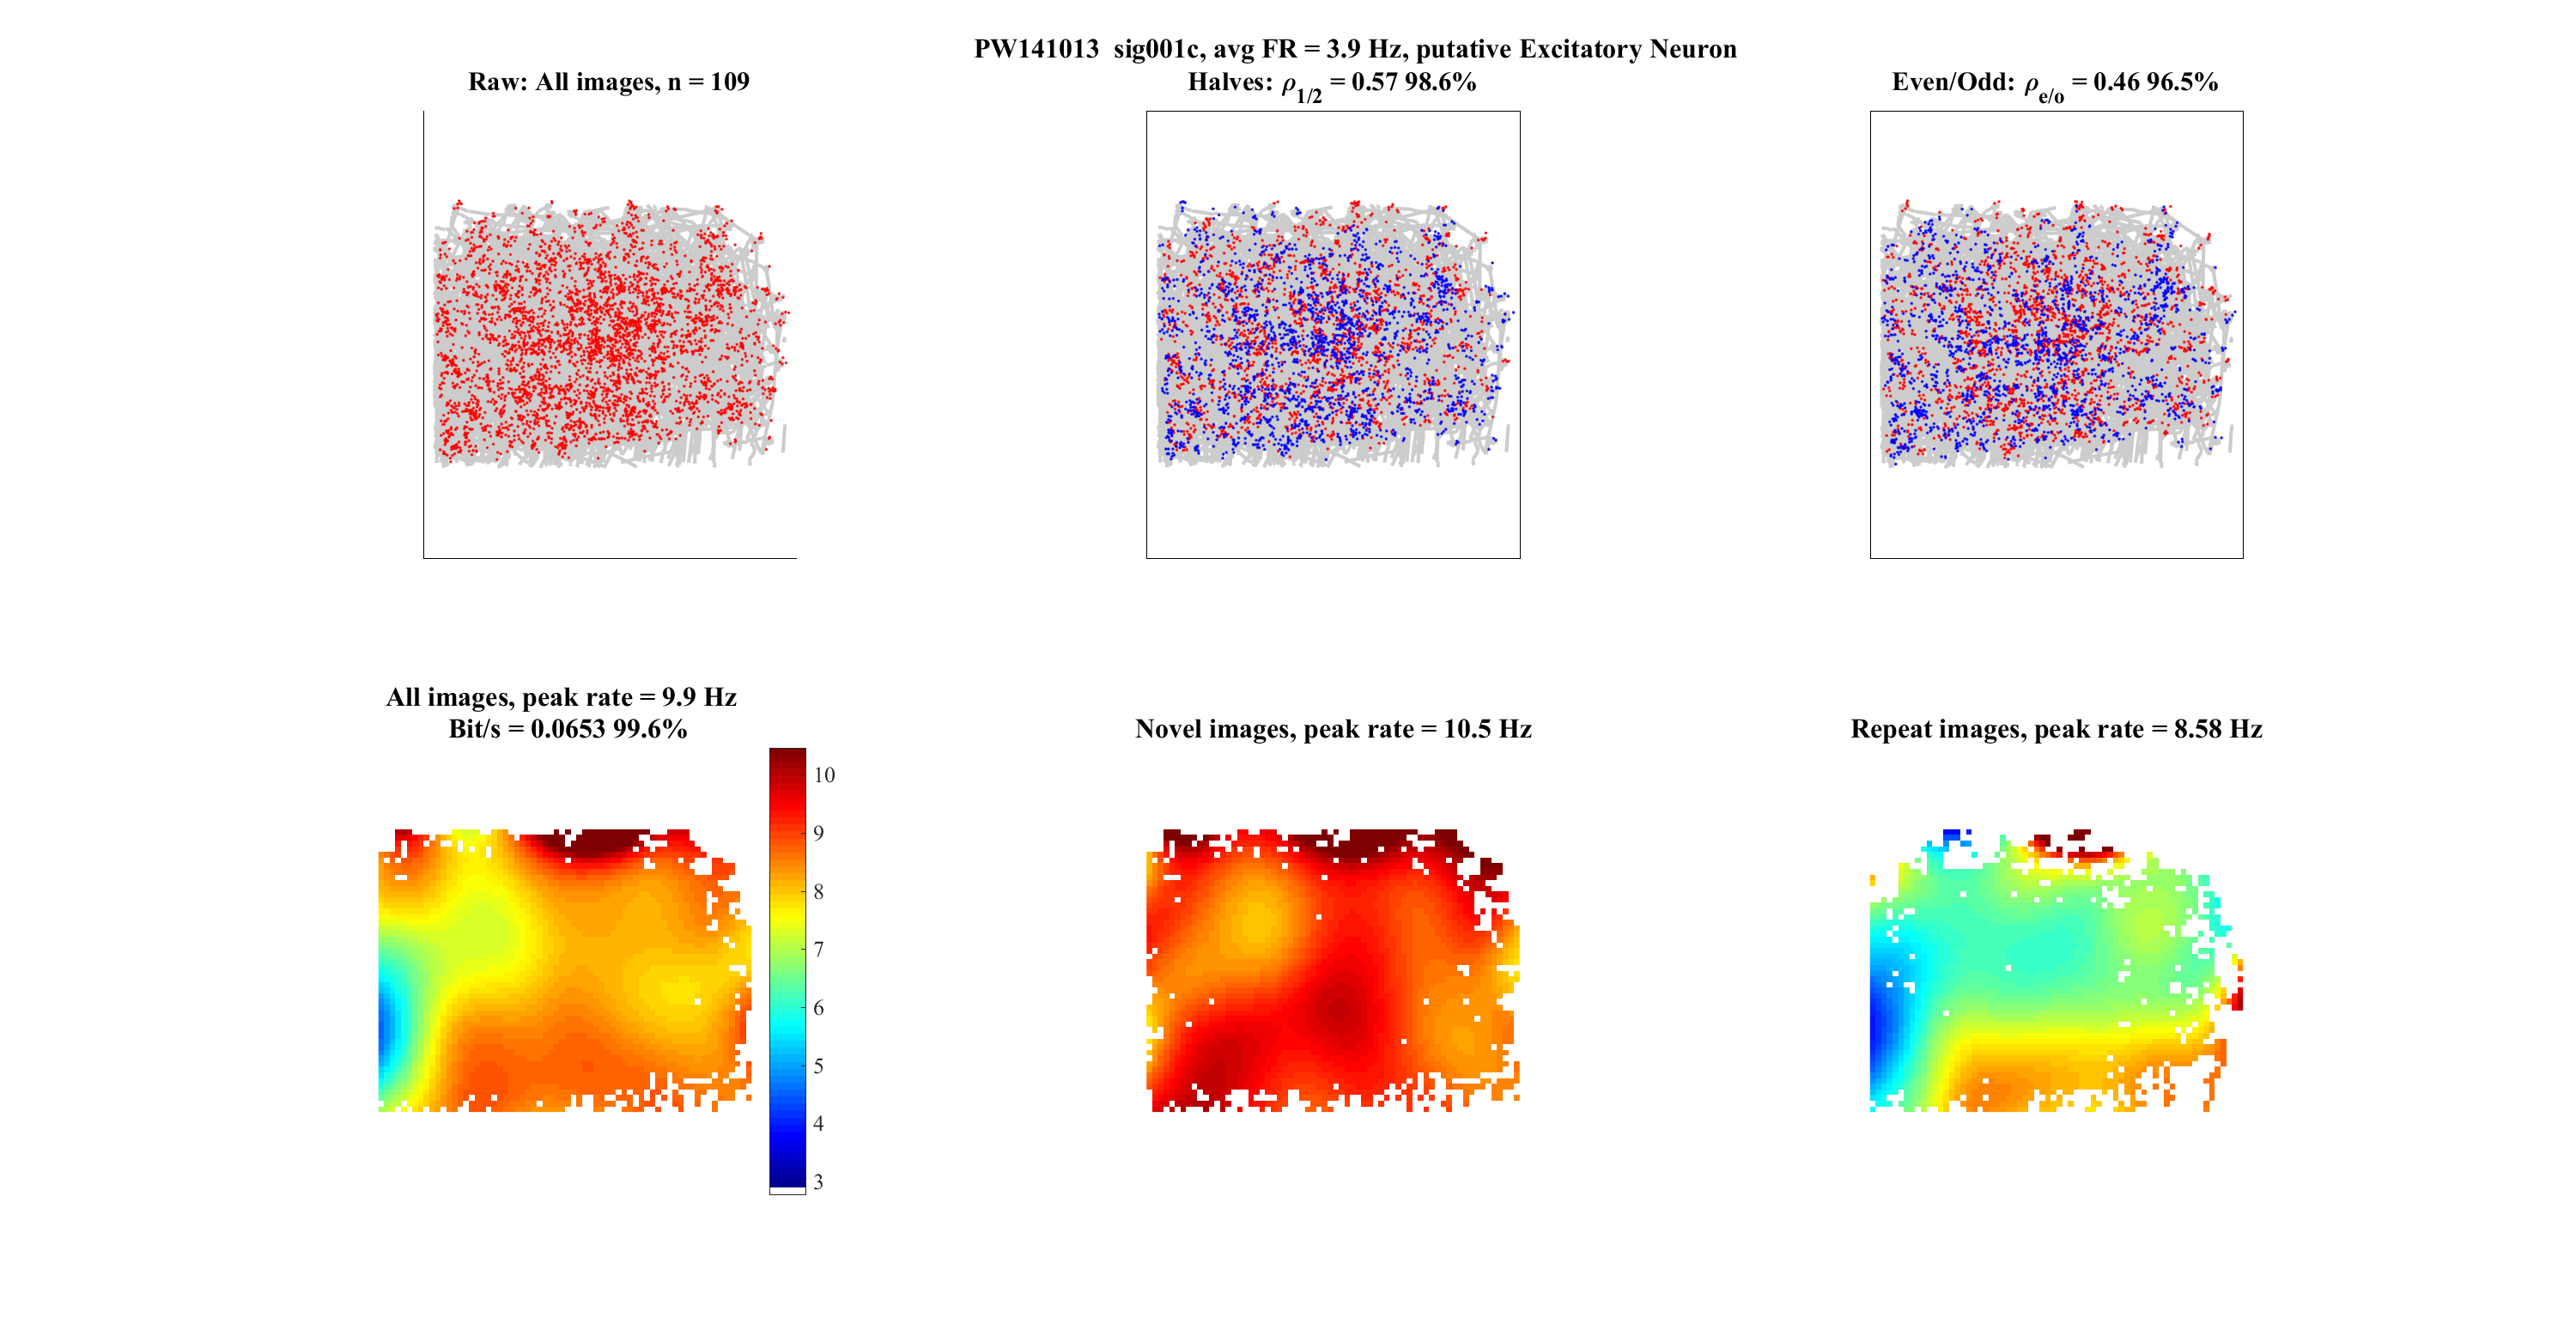 PW141013  sig001c, avg FR = 3.9 Hz, putative Excitatory Neuron
Raw: All images, n = 109
Halves: ρ1/2 = 0.57 98.6%
Even/Odd: ρe/o = 0.46 96.5%
All images, peak rate = 9.9 Hz
Bit/s = 0.0653 99.6%
Novel images, peak rate = 10.5 Hz
Repeat images, peak rate = 8.58 Hz
10
9
8
7
6
5
4
3